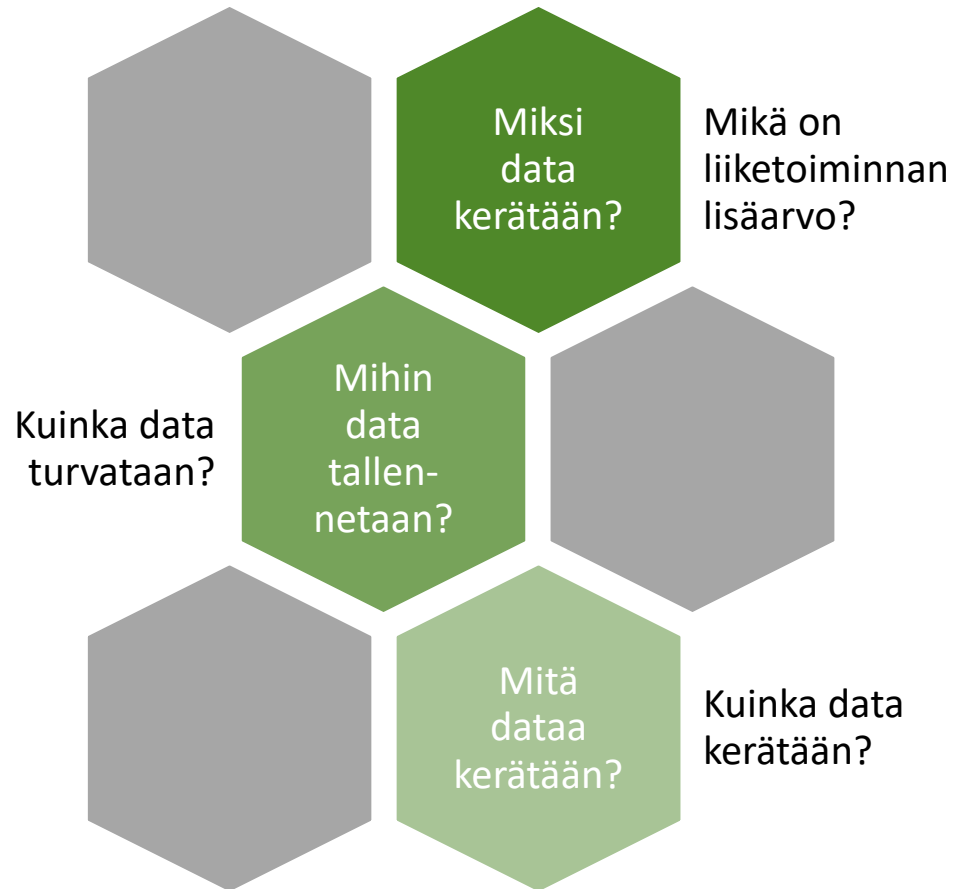 Miksi
data
kerätään?
Mikä on
liiketoiminnan
lisäarvo?
Kuinka data
turvataan?
Mihin
data
tallen-
netaan?
Mitä
dataa
kerätään?
Kuinka data
kerätään?